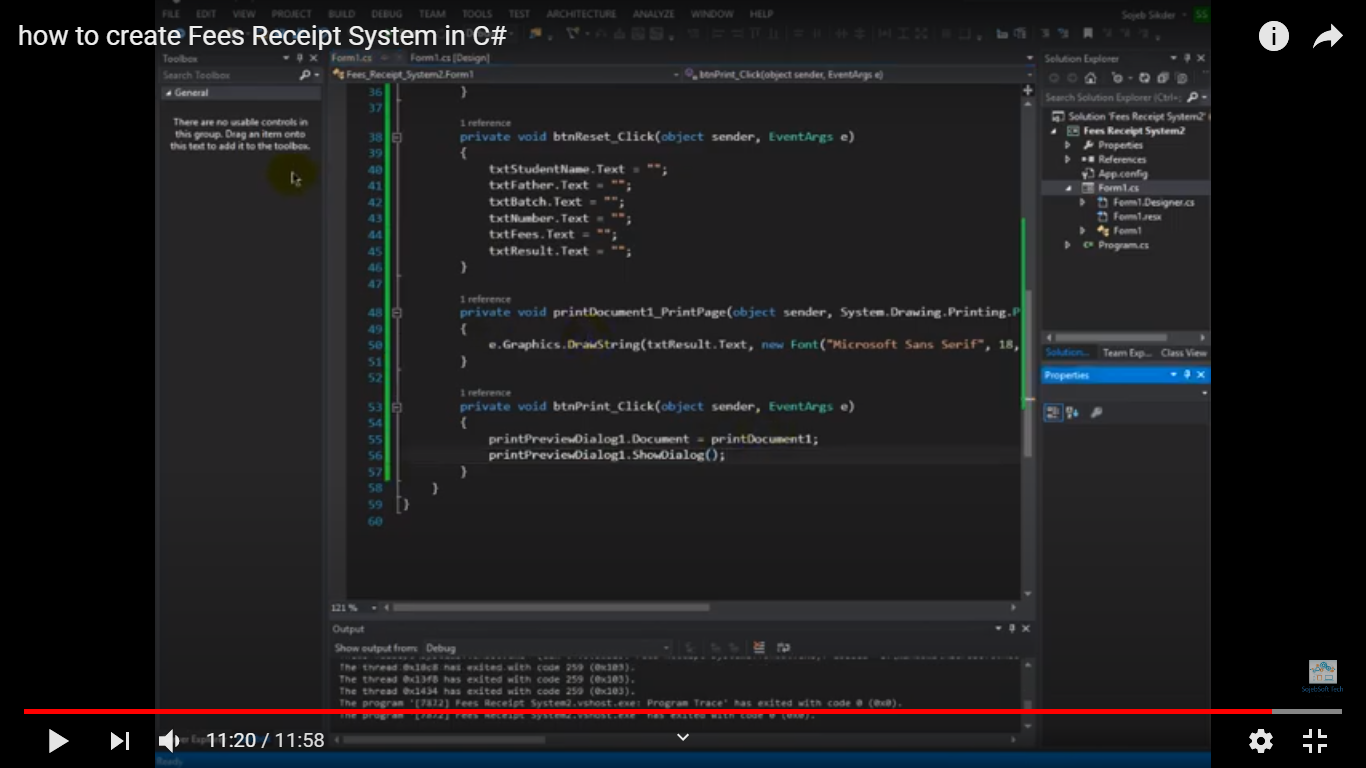 FILE EDIT VIEW PROJECT BUILD DEBUG TEAM TOOLS TEST ARCHITECTURE ANALYZE WINDOW HELP
Sojeb Sikder SS
how to create Fees Receipt System in C#
Toolbox
Search Toolbox
General
There are no usable controls in
this group. Drag an item onto
this text to add it to the toolbox.
Form1.cs Form1.cs [Design]
Fees_Receipt_System2.Form1 btnPrint_Click(object sender, EventArgs e)
36 }
37
1 reference
38 private void btnReset_Click(object sender, EventArgs e)
39 {
40 txtStudentName.Text = "";
41 txtFather.Text = "";
42 txtBatch.Text = "";
43 txtNumber.Text = "";
44 txtFees.Text = "";
45 txtResult.Text = "";
46 }
47
1 reference
48 private void printDocument1_PrintPage(object sender, System.Drawing.Printing.P
49 {
50 e.Graphics.DrawString(txtResult.Text, new Font("Microsoft Sans Serif", 18,
51 }
52
1 reference
53 private void btnPrint_Click(object sender, EventArgs e)
54 {
55 printPreviewDialog1.Document = printDocument1;
56 printPreviewDialog1.ShowDialog();
57 }
58 }
59 }
60
121 %
Output
Show output from: Debug
The thread 0x18c8 has exited with code 259 (0x103).
The thread 0x13f8 has exited with code 259 (0x103).
The thread 0x1434 has exited with code 259 (0x103).
The program '[7872] Fees Receipt System2.vshost.exe: Program Trace' has exited with code 0 (0x0).
The program '[7872] Fees Receipt System2.vshost.exe' has exited with code 0 (0x0).
Solution Explorer
Search Solution Explorer (Ctrl+;
Solution 'Fees Receipt System2'
Fees Receipt System2
Properties
References
App.config
Form1.cs
Form1.Designer.cs
Form1.resx
Form1
Program.cs
Solution... Team Exp... Class View
Properties
SojebSoft Tech
11:20 / 11:58
Ready